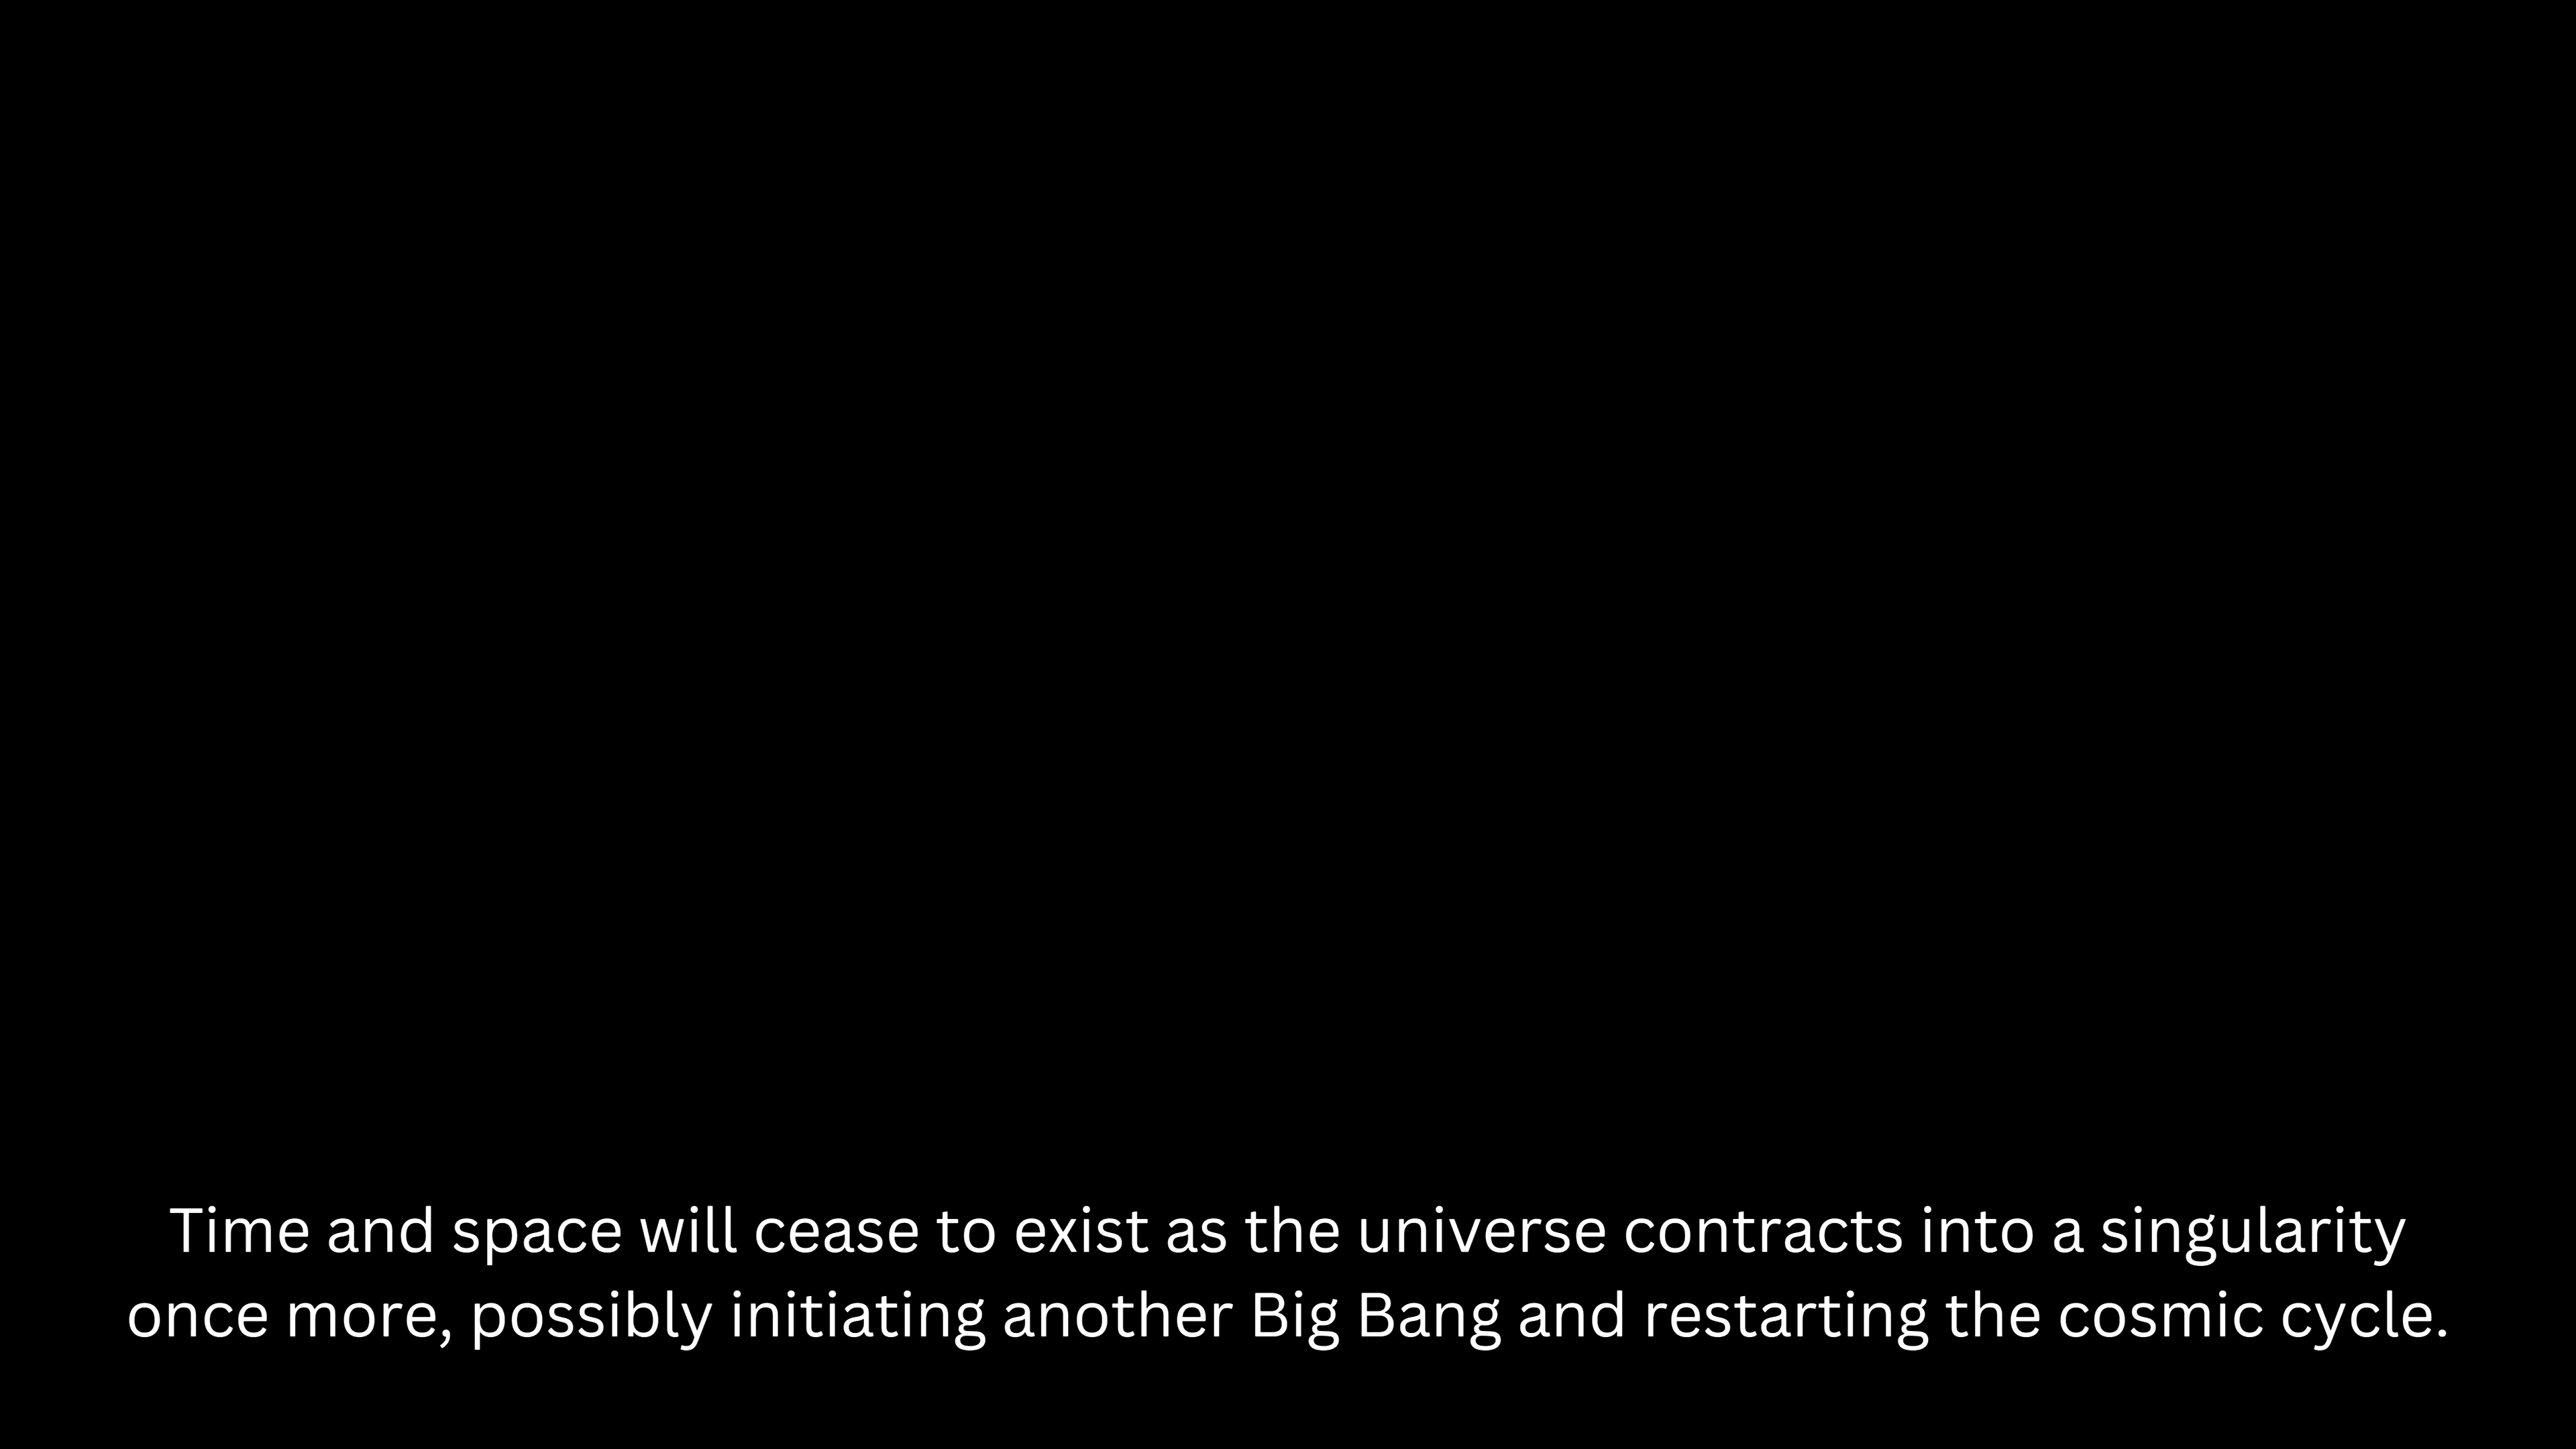 Time and space will cease to exist as the universe contracts into a singularity
once more, possibly initiating another Big Bang and restarting the cosmic cycle.